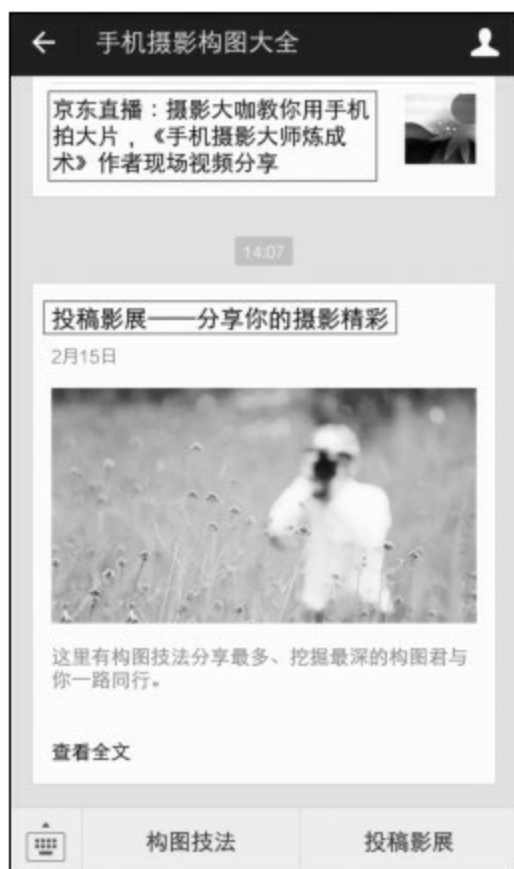 手机摄影构图大全
京东直播：摄影大咖教你用手机
拍大片，《手机摄影大师炼成
术》作者现场视频分享
14:07
投稿影展——分享你的摄影精彩
2月15日
这里有构图技法分享最多、挖掘最深的构图君与
你一路同行。
查看全文
构图技法
投稿影展